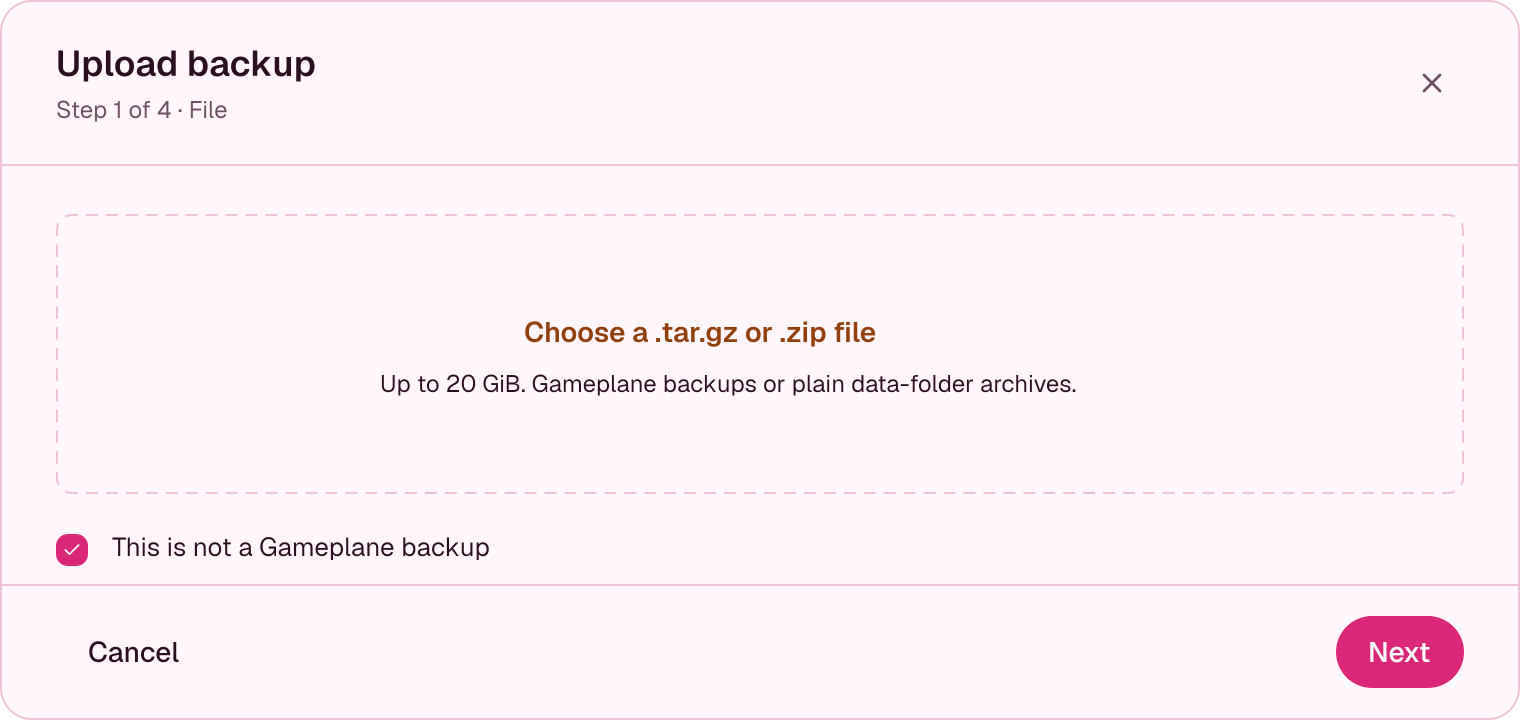 Upload backup
Step 1 of 4 · File
Choose a .tar.gz or .zip file
Up to 20 GiB. Gameplane backups or plain data-folder archives.
This is not a Gameplane backup
Cancel
Next